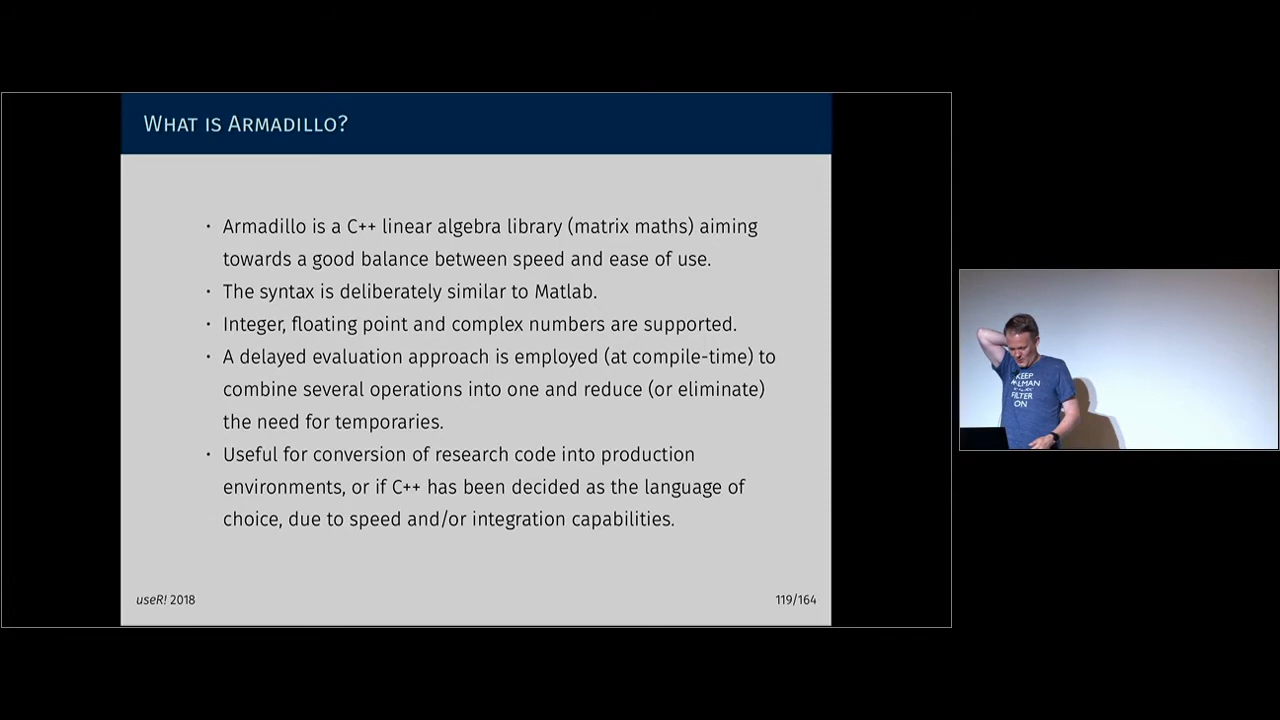 WHAT IS ARMADILLO?
· Armadillo is a C++ linear algebra library (matrix maths) aiming
towards a good balance between speed and ease of use.
· The syntax is deliberately similar to Matlab.
· Integer, floating point and complex numbers are supported.
· A delayed evaluation approach is employed (at compile-time) to
combine several operations into one and reduce (or eliminate)
the need for temporaries.
· Useful for conversion of research code into production
environments, or if C++ has been decided as the language of
choice, due to speed and/or integration capabilities.
useR! 2018
119/164
KEEP
FILTER
ON